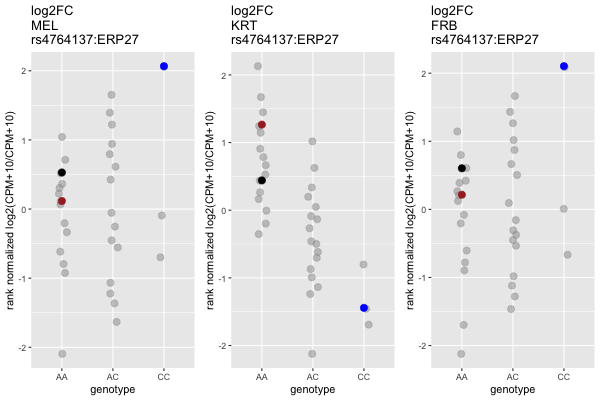 log2FC
MEL
rs4764137:ERP27
rank normalized log2(CPM+10/CPM+10)
2
1
0
-1
-2
AA
AC
CC
genotype
log2FC
KRT
rs4764137:ERP27
rank normalized log2(CPM+10/CPM+10)
2
1
0
-1
-2
AA
AC
CC
genotype
log2FC
FRB
rs4764137:ERP27
rank normalized log2(CPM+10/CPM+10)
2
1
0
-1
-2
AA
AC
CC
genotype